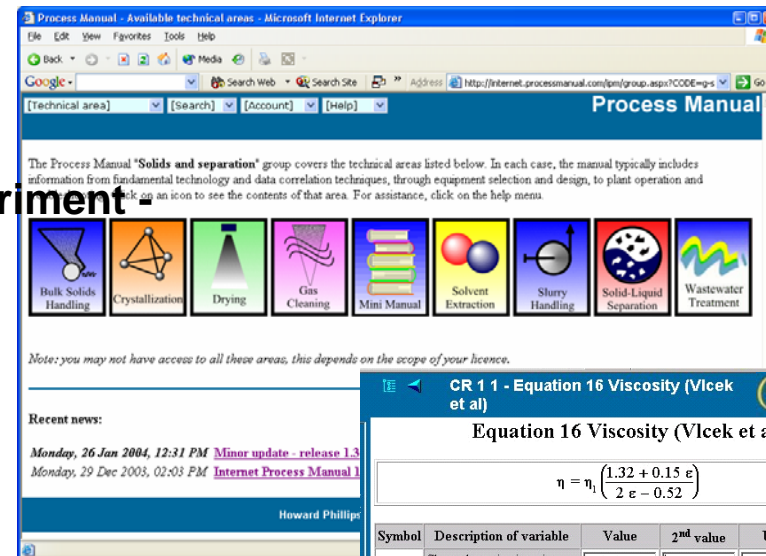 Process Manual - Available technical areas - Microsoft Internet Explorer
File Edit View Favorites Tools Help
Back Media
Google Search Web Search Site Address http://internet.processmanual.com/ipm/group.aspx?CODE=g-s Go
[Technical area] [Search] [Account] [Help] Process Manual
The Process Manual "Solids and separation" group covers the technical areas listed below. In each case, the manual typically includes
information from fundamental technology and data correlation techniques, through equipment selection and design, to plant operation and
riment -
on an icon to see the contents of that area. For assistance, click on the help menu.
Bulk Solids Handling
Crystallization
Drying
Gas Cleaning
Mini Manual
Solvent Extraction
Slurry Handling
Solid-Liquid Separation
Wastewater Treatment
Note: you may not have access to all these areas, this depends on the scope of your licence.
Recent news:
Monday, 26 Jan 2004, 12:31 PM Minor update - release 1.3
Monday, 29 Dec 2003, 02:03 PM Internet Process Manual 1
Howard Phillips
CR 1 1 - Equation 16 Viscosity (Vlcek
et al)
Equation 16 Viscosity (Vlcek et a
η = η1 (1.32 + 0.15 ε / 2 ε - 0.52)
Symbol Description of variable Value 2nd value U